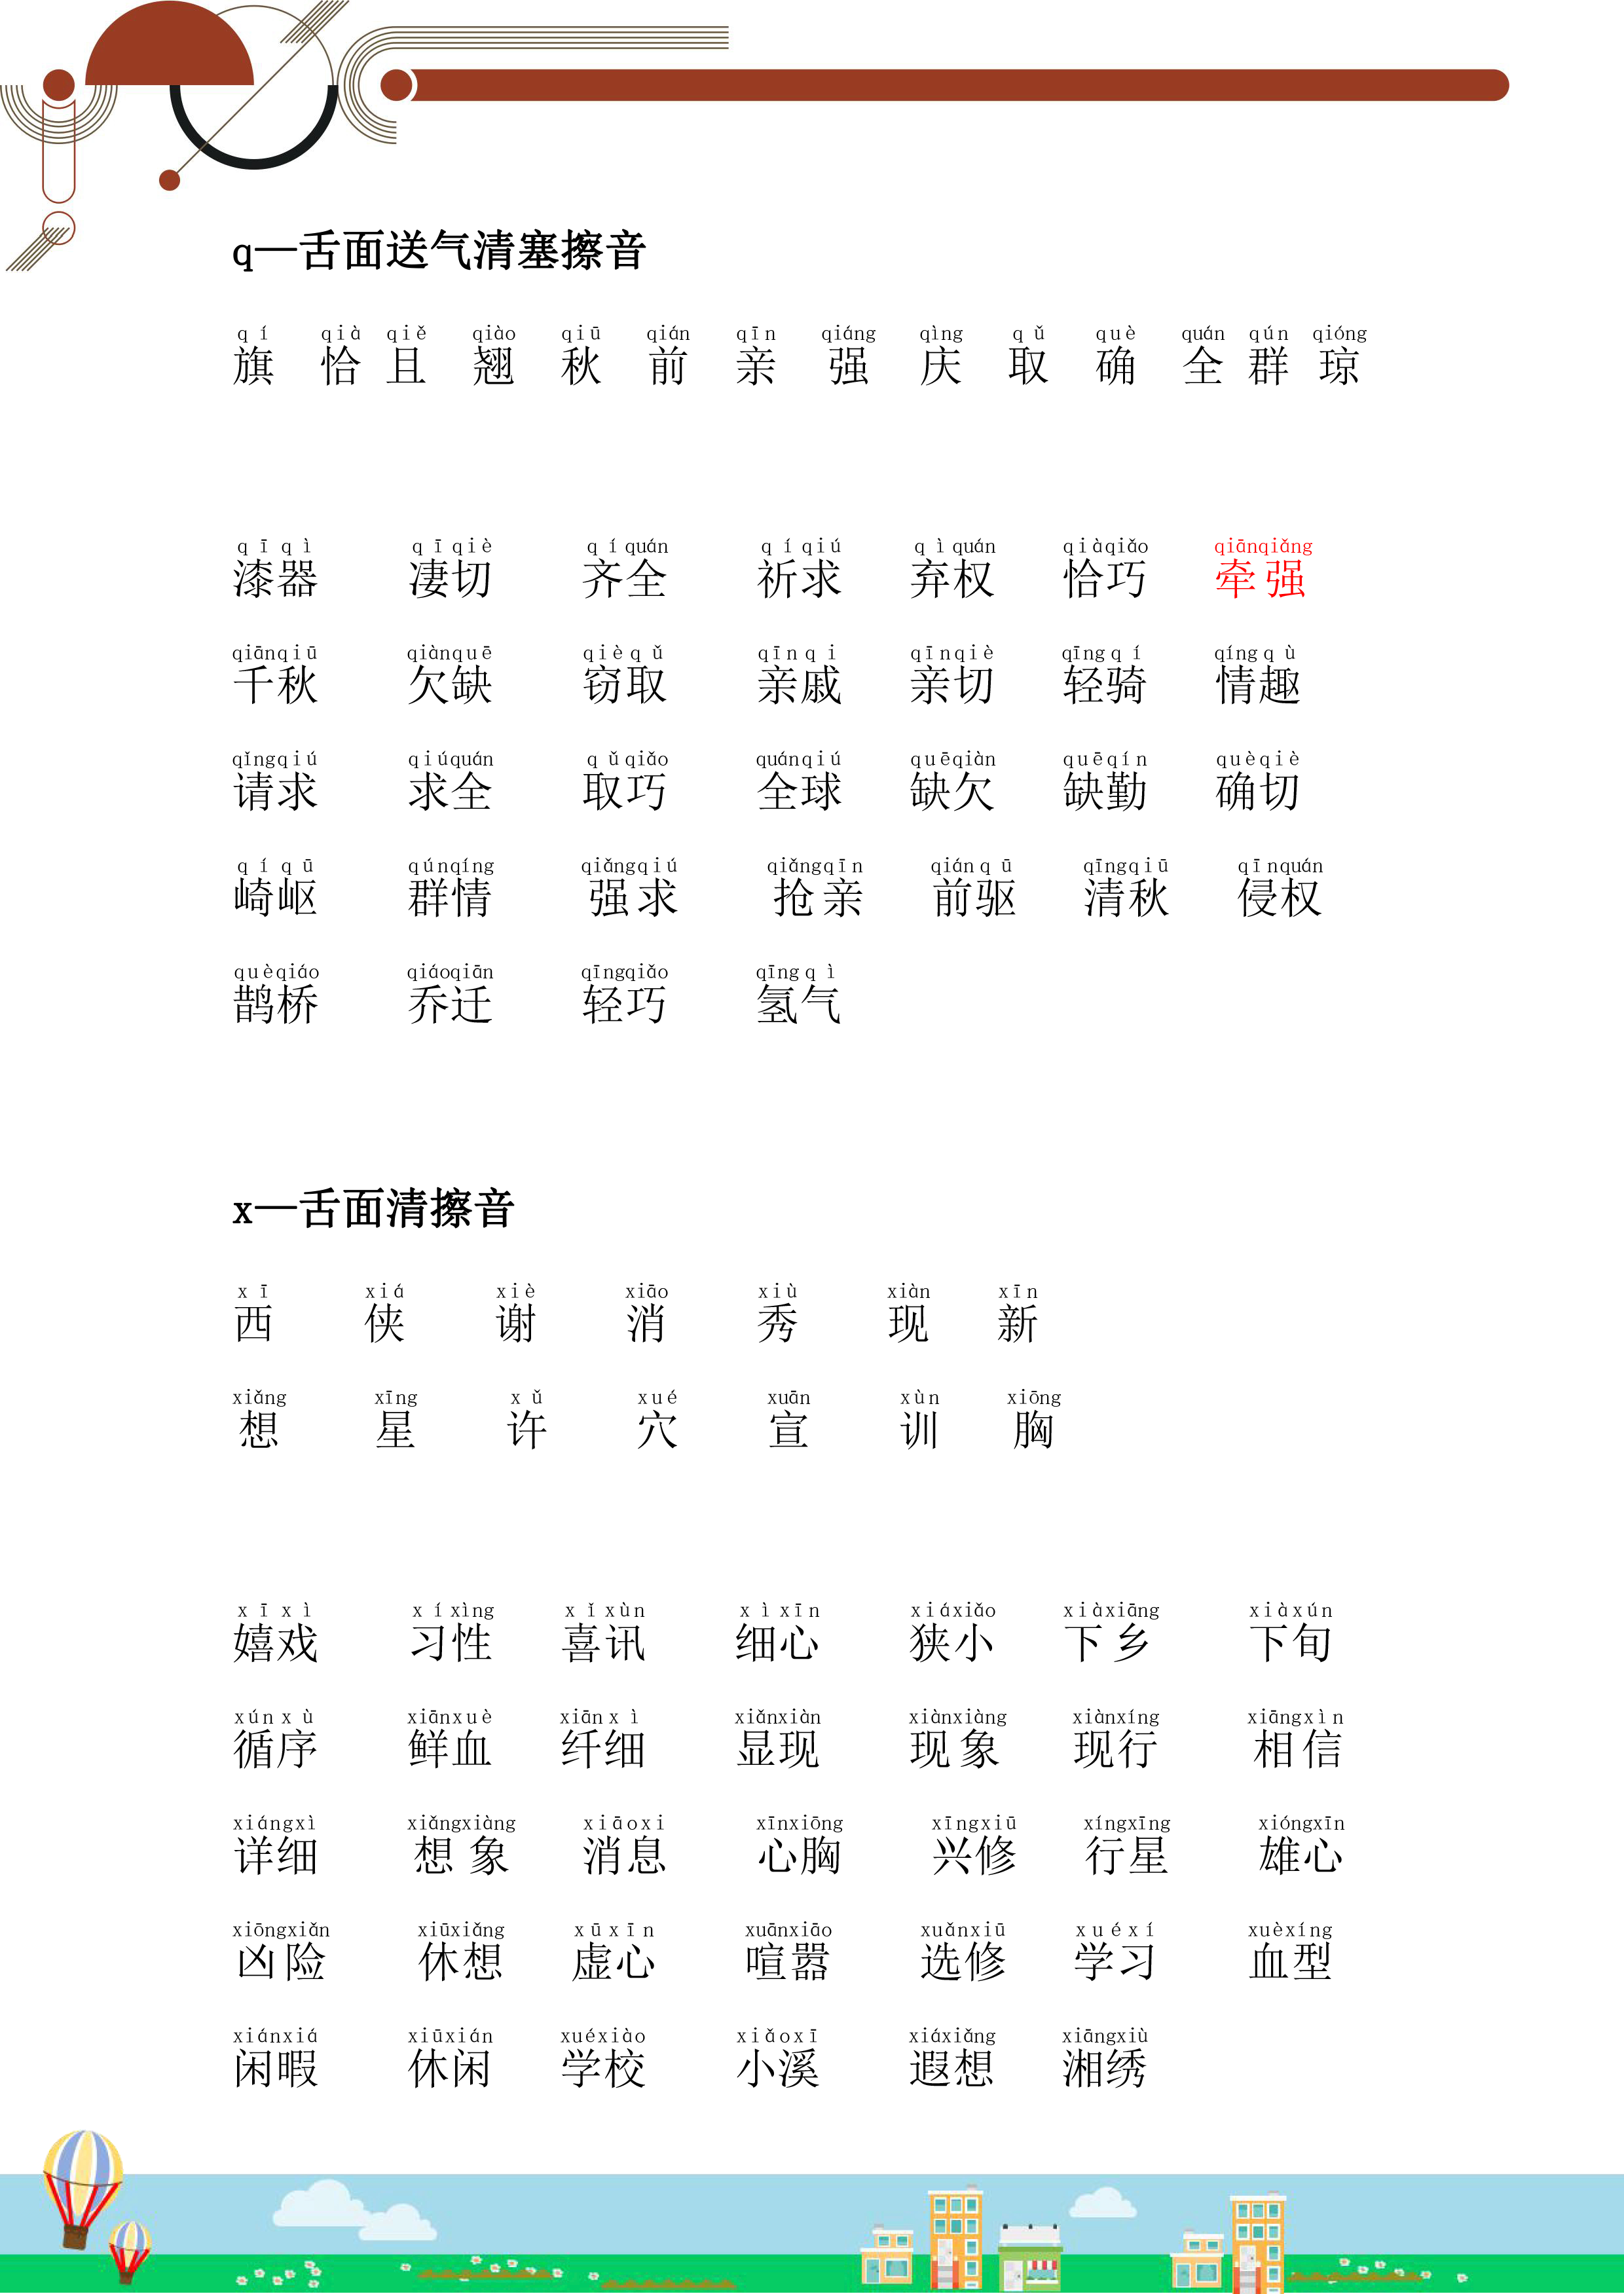 q—舌面送气清塞擦音
qí qià qiě qiào qiū qián qīn qiáng qìng qǔ què quán qún qióng
旗 恰 且 翘 秋 前 亲 强 庆 取 确 全 群 琼
qīqì qīqiè qíquán qíqiú qìquán qiàqiǎo qiānqiǎng
漆器 凄切 齐全 祈求 弃权 恰巧 牵强
qiānqiū qiànquē qièqǔ qīnqi qīnqiè qīngqí qíngqù
千秋 欠缺 窃取 亲戚 亲切 轻骑 情趣
qǐngqiú qiúquán qǔqiǎo quánqiú quēqiàn quēqín quèqiè
请求 求全 取巧 全球 缺欠 缺勤 确切
qíqū qúnqíng qiǎngqiú qiǎngqīn qiánqū qīngqiū qīnquán
崎岖 群情 强求 抢亲 前驱 清秋 侵权
quèqiáo qiáoqiān qīngqiǎo qīngqì
鹊桥 乔迁 轻巧 氢气
x—舌面清擦音
xī xiá xiè xiāo xiù xiàn xīn
西 侠 谢 消 秀 现 新
xiǎng xīng xǔ xué xuān xùn xiōng
想 星 许 穴 宣 训 胸
xīxì xíxìng xǐxùn xìxīn xiáxiǎo xiàxiāng xiàxún
嬉戏 习性 喜讯 细心 狭小 下乡 下旬
xúnxù xiānxuè xiānxì xiǎnxiàn xiànxiàng xiànxíng xiāngxìn
循序 鲜血 纤细 显现 现象 现行 相信
xiángxì xiǎngxiàng xiāoxi xīnxiōng xīngxiū xíngxīng xióngxīn
详细 想象 消息 心胸 兴修 行星 雄心
xiōngxiǎn xiūxiǎng xūxīn xuānxiāo xuǎnxiū xuéxí xuèxíng
凶险 休想 虚心 喧嚣 选修 学习 血型
xiánxiá xiūxián xuéxiào xiǎoxī xiáxiǎng xiāngxiù
闲暇 休闲 学校 小溪 遐想 湘绣